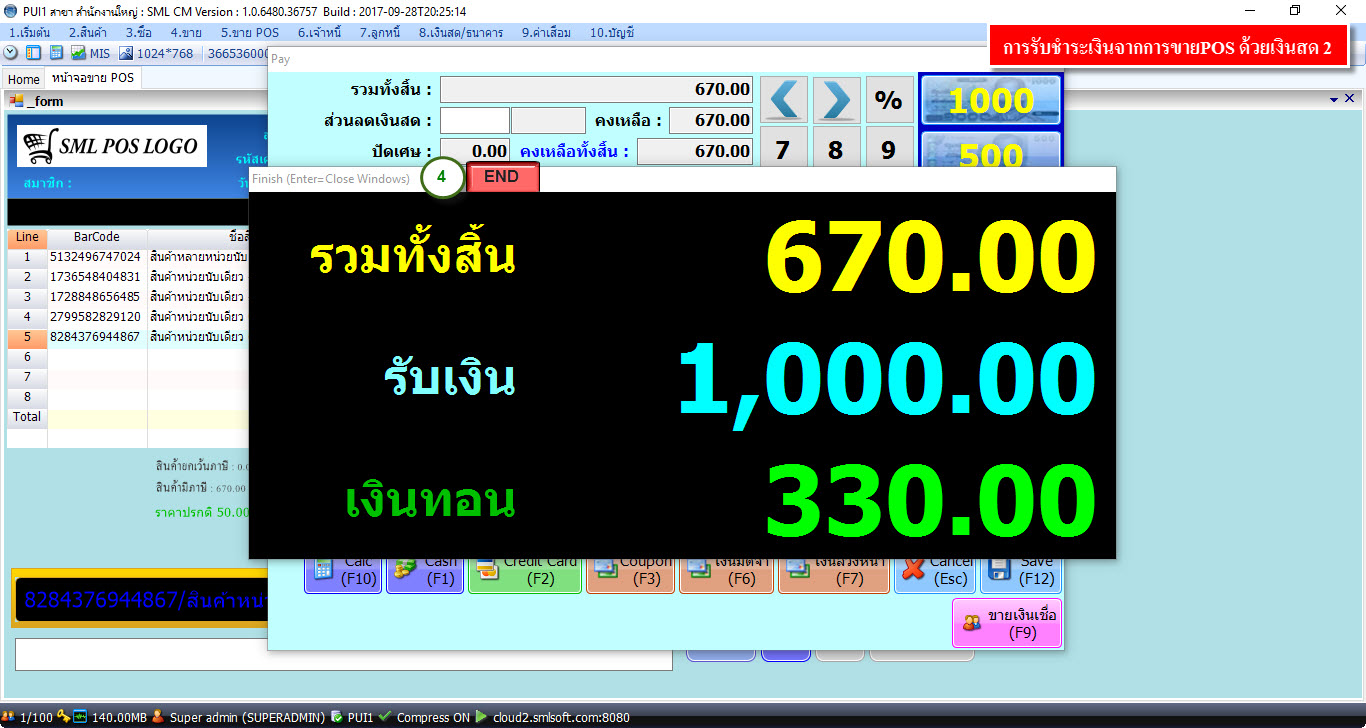 PUI1 สาขา สำนักงานใหญ่ : SML CM Version : 1.0.6480.36757 Build : 2017-09-28T20:25:14
1.เริ่มต้น 2.สินค้า 3.ซื้อ 4.ขาย 5.ขาย POS 6.เจ้าหนี้ 7.ลูกหนี้ 8.เงินสด/ธนาคาร 9.ค่าเสื่อม 10.บัญชี
การรับชำระเงินจากการขายPOS ด้วยเงินสด 2
MIS 1024*768 366536000
Pay
Home หน้าจอขาย POS
_form
รวมทั้งสิ้น : 670.00 % 1000
ส่วนลดเงินสด : คงเหลือ : 670.00
ปัดเศษ : 0.00 คงเหลือทั้งสิ้น : 670.00 7 8 9 500
SML POS LOGO
สมาชิก :
Finish (Enter=Close Windows) 4 END
รวมทั้งสิ้น 670.00
รับเงิน 1,000.00
เงินทอน 330.00
Line BarCode
1 5132496747024 สินค้าหลายหน่วยนับ
2 1736548404831 สินค้าหน่วยนับเดียว
3 1728848656485 สินค้าหน่วยนับเดียว
4 2799582829120 สินค้าหน่วยนับเดียว
5 8284376944867 สินค้าหน่วยนับเดียว
6
7
8
Total
สินค้ายกเว้นภาษี :
สินค้ามีภาษี : 670.00
ราคาปรกติ 50.00
Calc (F10)
Cash (F1)
Credit Card (F2)
Coupon (F3)
เงินมัดจำ (F6)
เงินล่วงหน้า (F7)
Cancel (Esc)
Save (F12)
8284376944867/สินค้าหน่
ขายเงินเชื่อ (F9)
1/100 140.00MB Super admin (SUPERADMIN) PUI1 Compress ON cloud2.smlsoft.com:8080